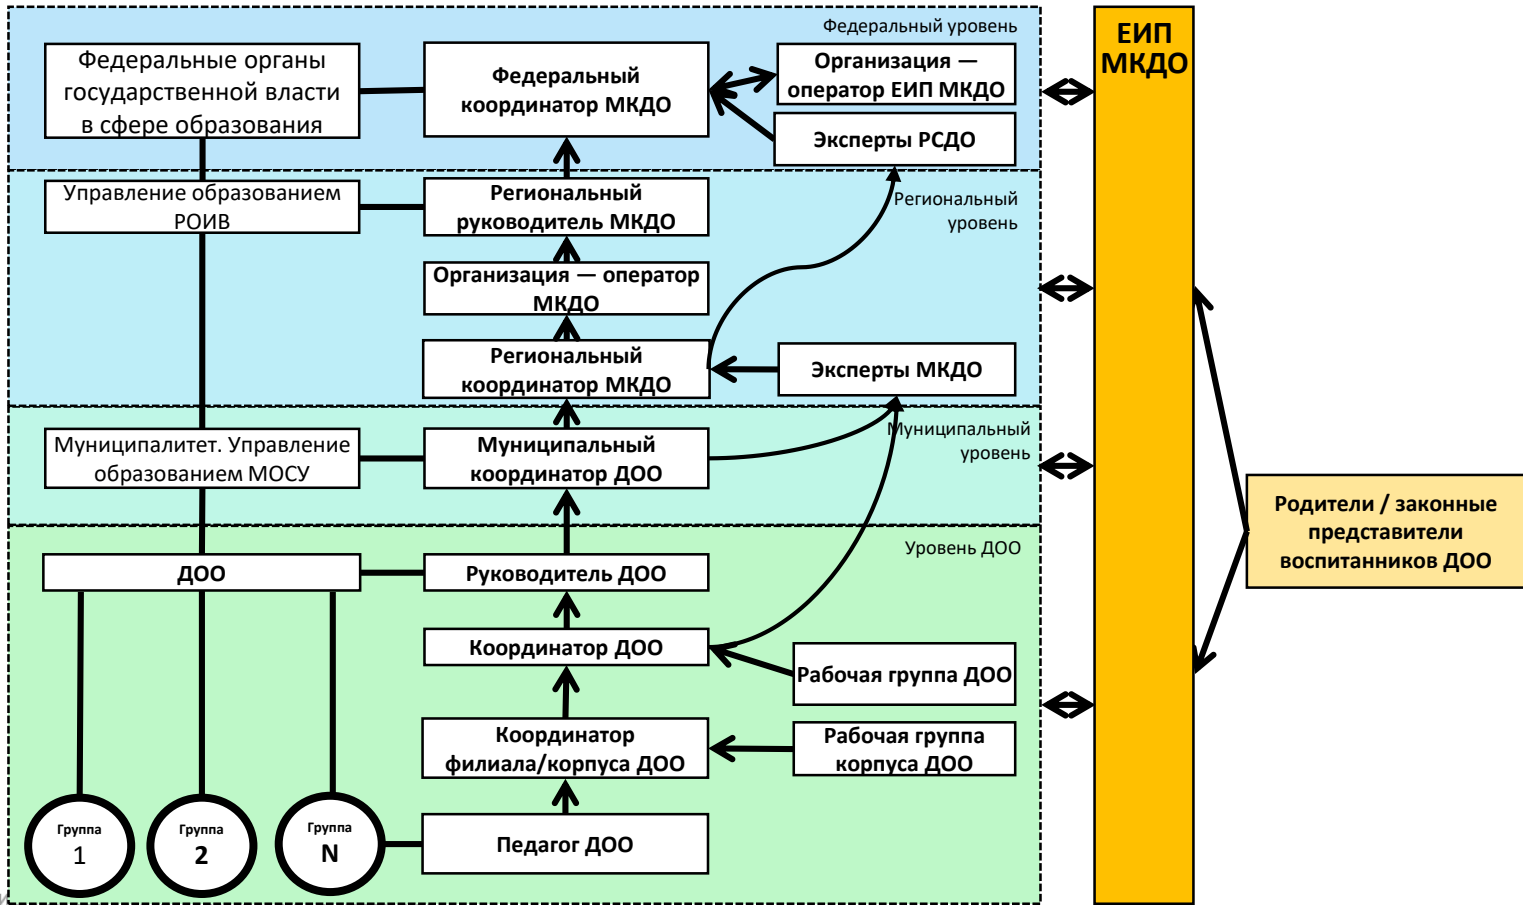 Федеральный уровень
Федеральные органы
государственной власти
в сфере образования
Федеральный
координатор МКДО
Организация —
оператор ЕИП МКДО
Эксперты РСДО
Региональный
уровень
Управление образованием
РОИВ
Региональный
руководитель МКДО
Организация — оператор
МКДО
Региональный
координатор МКДО
Эксперты МКДО
Муниципальный
уровень
Муниципалитет. Управление
образованием МОСУ
Муниципальный
координатор ДОО
Уровень ДОО
ДОО
Руководитель ДОО
Координатор ДОО
Рабочая группа ДОО
Координатор
филиала/корпуса ДОО
Рабочая группа
корпуса ДОО
Группа
1
Группа
2
Группа
N
Педагог ДОО
ЕИП
МКДО
Родители / законные
представители
воспитанников ДОО